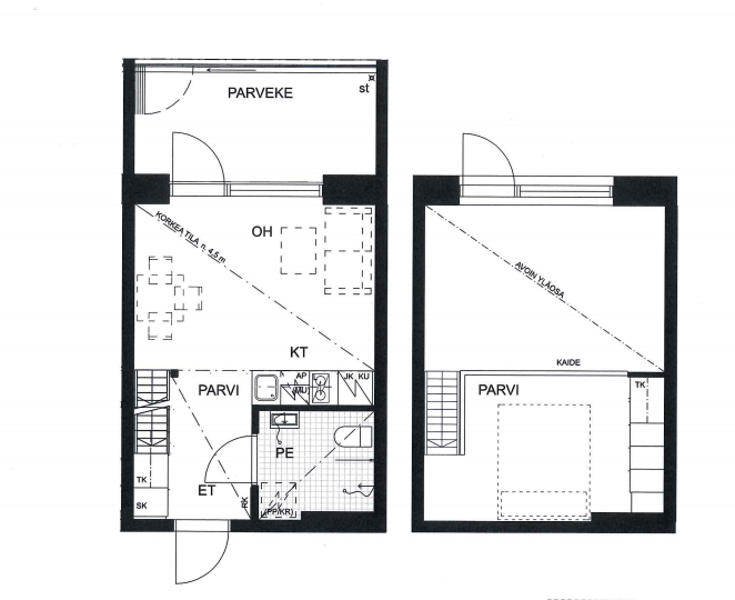 PARVEKE
st
KORKEA TILA n. 4,5 m
OH
KT
PARVI
AP
MU
JK KU
PE
TK
SK
ET
RK
(PP/KR)
AVOIN YLÄOSA
KAIDE
PARVI
TK